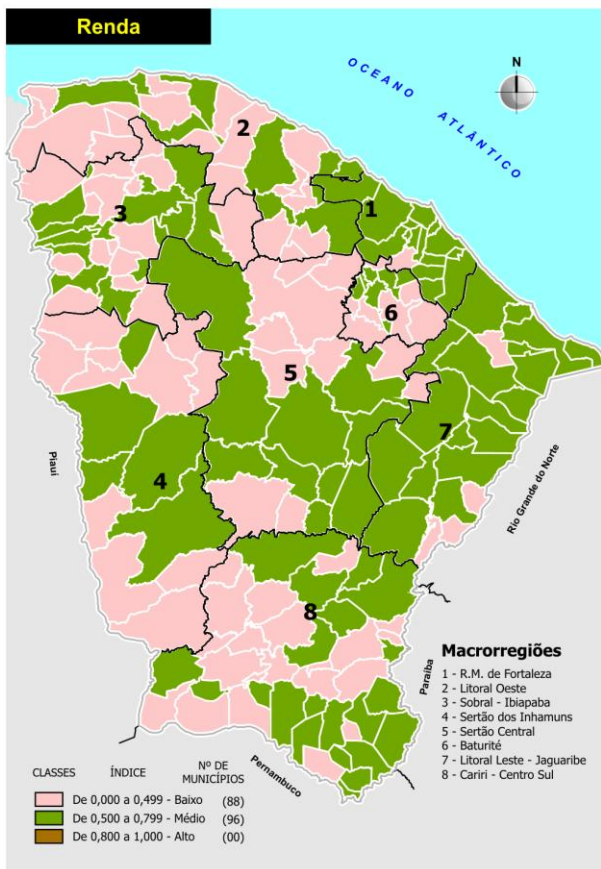 Renda
OCEANO ATLÂNTICO
N
2
1
3
6
5
7
4
8
Piauí
Rio Grande do Norte
Paraíba
Pernambuco
Macrorregiões
1 - R.M. de Fortaleza
2 - Litoral Oeste
3 - Sobral - Ibiapaba
4 - Sertão dos Inhamuns
5 - Sertão Central
6 - Baturité
7 - Litoral Leste - Jaguaribe
8 - Cariri - Centro Sul
CLASSES ÍNDICE Nº DE MUNICÍPIOS
De 0,000 a 0,499 - Baixo (88)
De 0,500 a 0,799 - Médio (96)
De 0,800 a 1,000 - Alto (00)